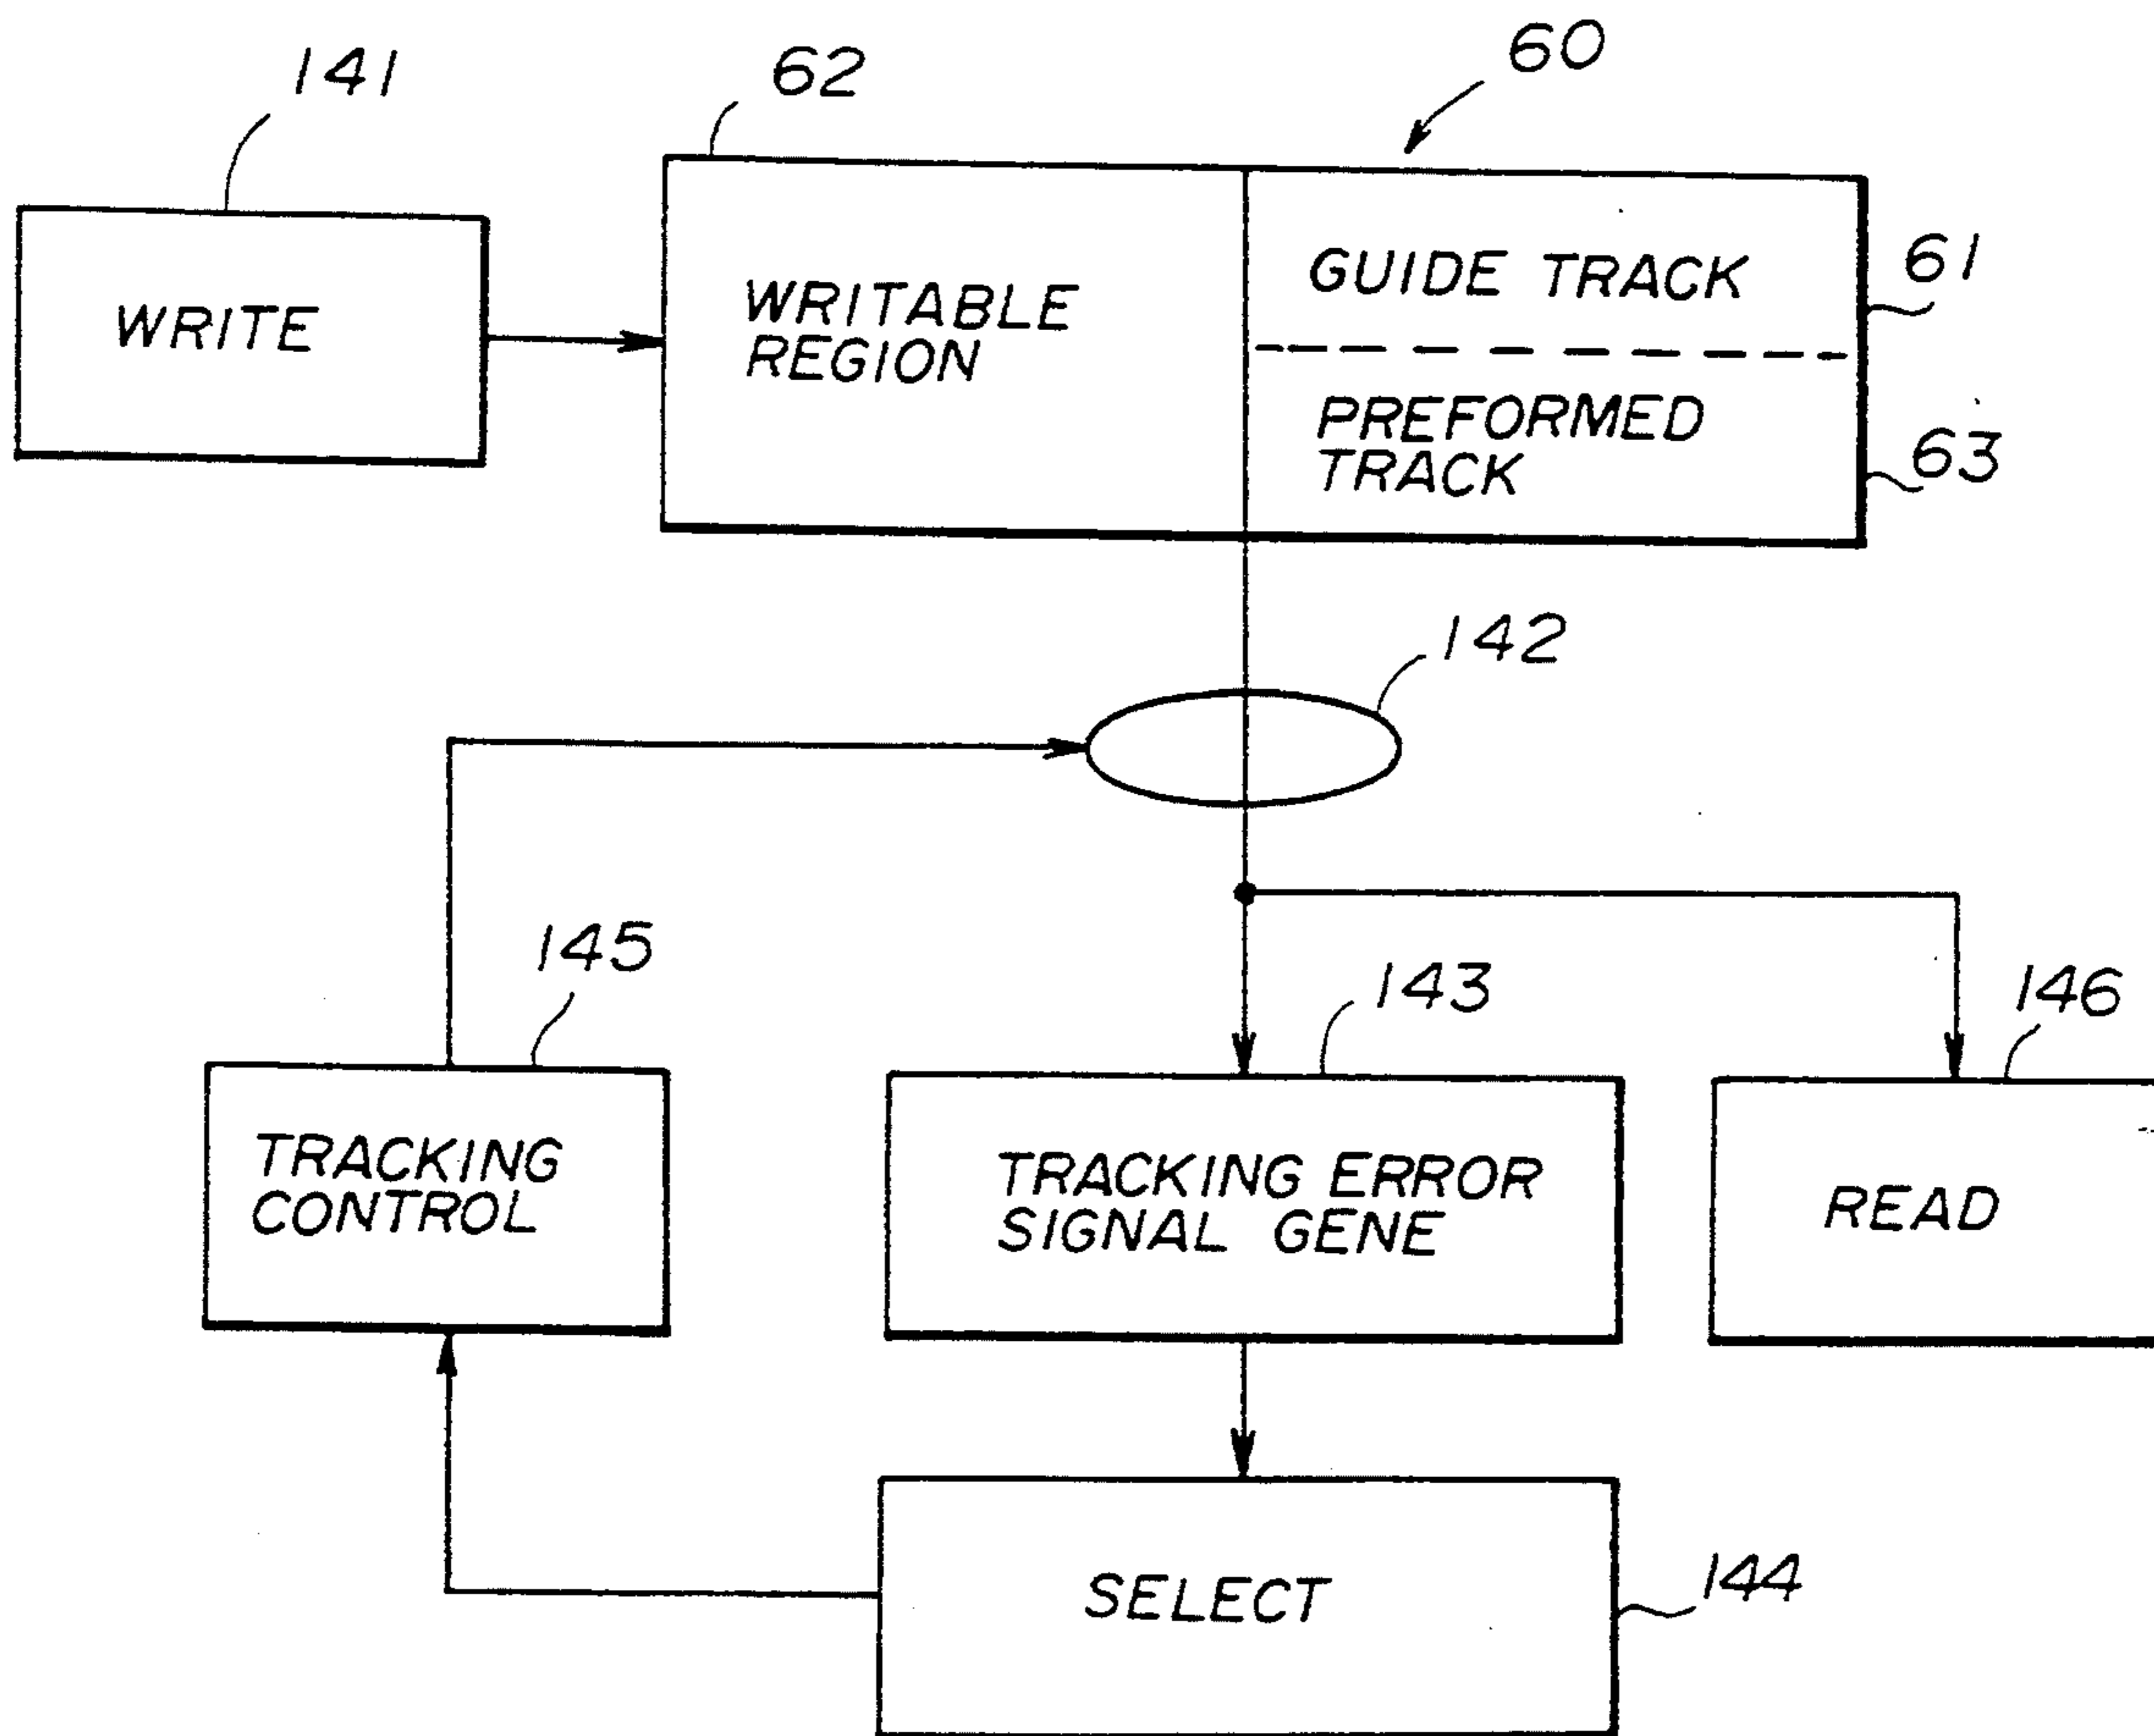 60
141
62
WRITE
WRITABLE
REGION
GUIDE TRACK
61
PREFORMED
TRACK
63
142
145
143
146
TRACKING
CONTROL
TRACKING ERROR
SIGNAL GENE
READ
SELECT
144